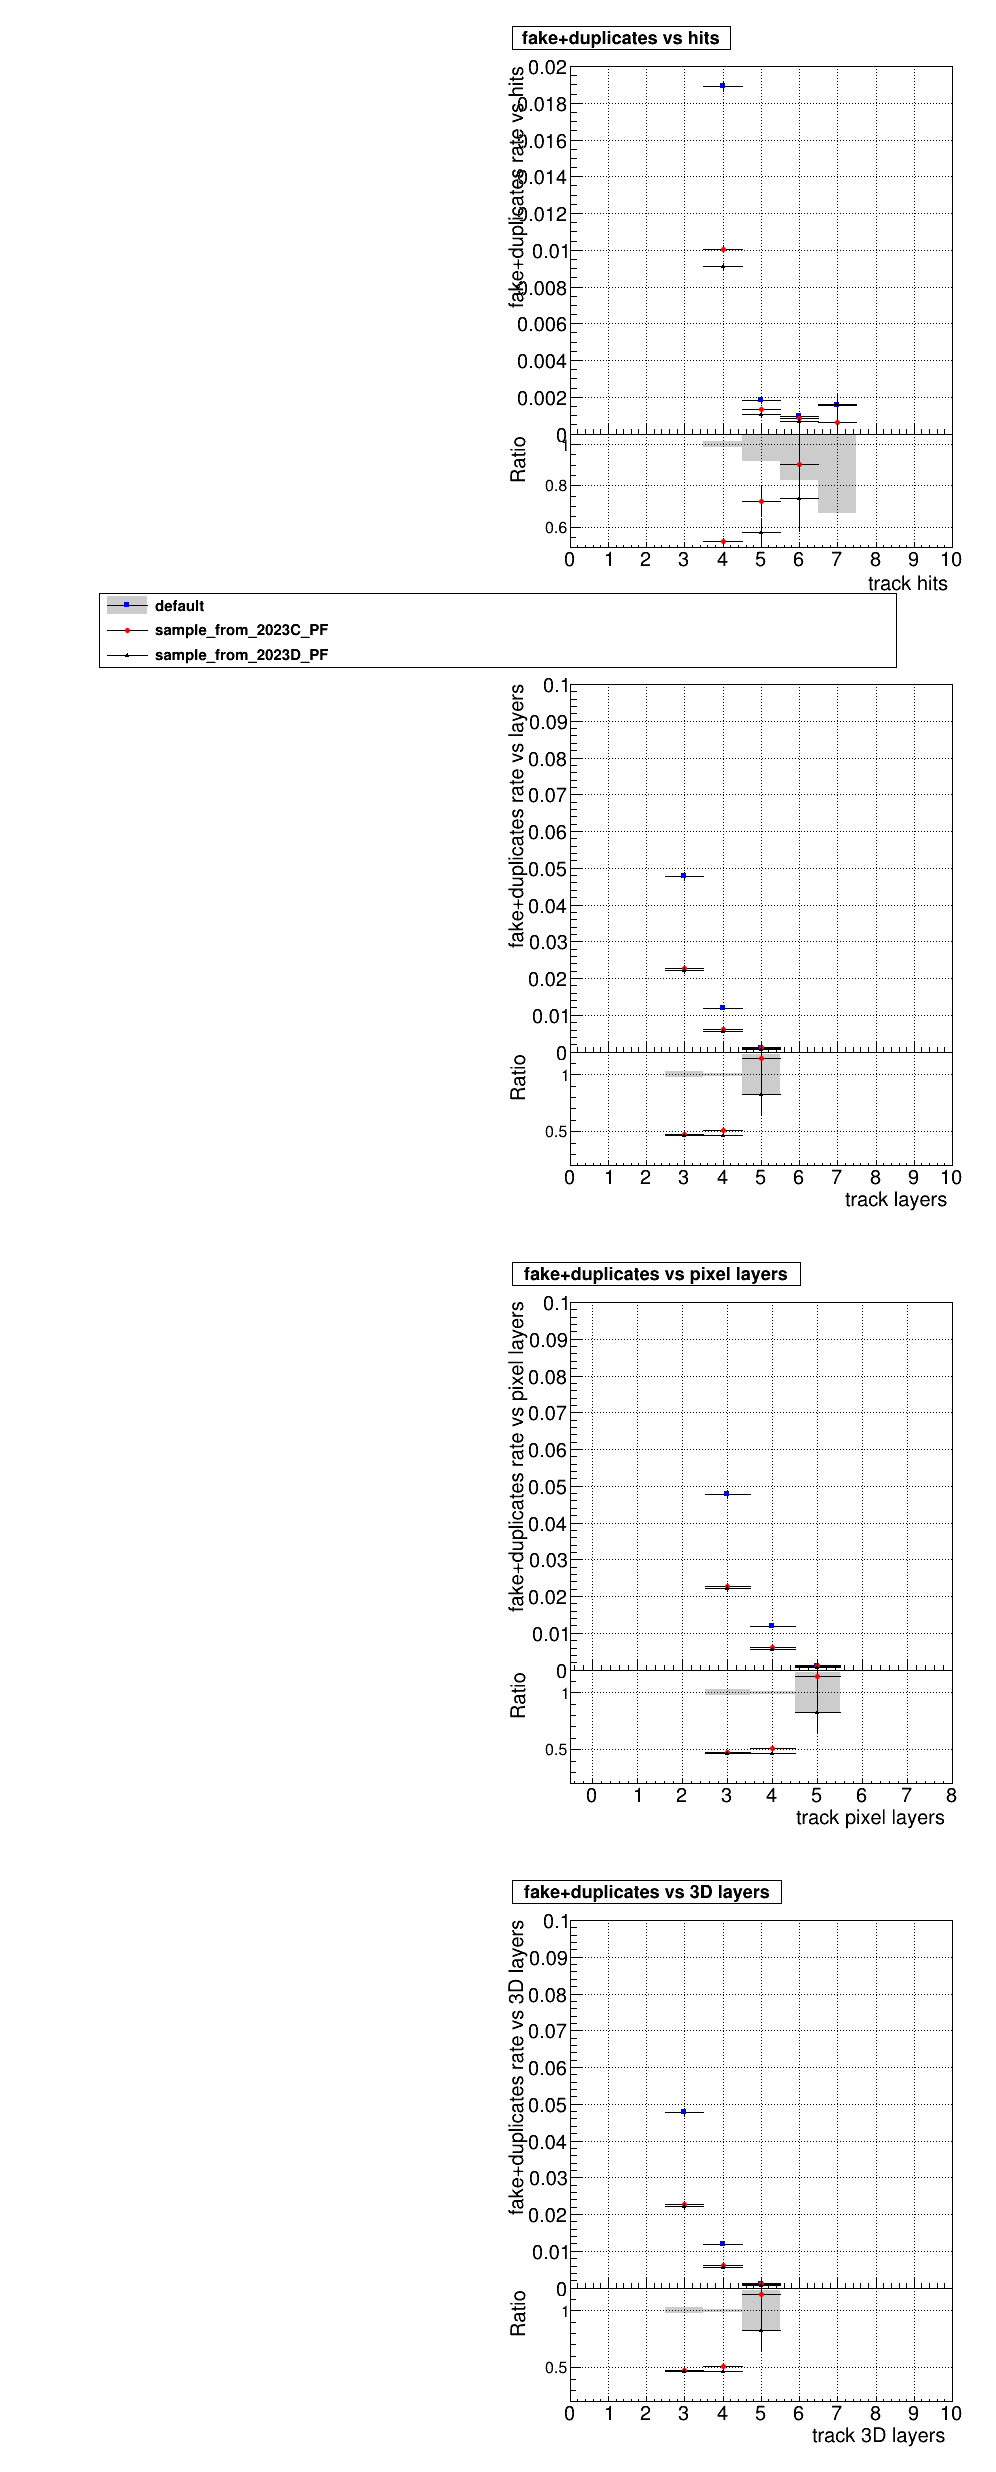 fake+duplicates vs hits
fake+duplicates rate vs hits
0.02
0.018
0.016
0.014
0.012
0.01
0.008
0.006
0.004
0.002
0
Ratio
1
0.8
0.6
0 1 2 3 4 5 6 7 8 9 10
track hits
default
sample_from_2023C_PF
sample_from_2023D_PF
fake+duplicates rate vs layers
0.1
0.09
0.08
0.07
0.06
0.05
0.04
0.03
0.02
0.01
0
Ratio
1
0.5
0 1 2 3 4 5 6 7 8 9 10
track layers
fake+duplicates vs pixel layers
fake+duplicates rate vs pixel layers
0.1
0.09
0.08
0.07
0.06
0.05
0.04
0.03
0.02
0.01
0
Ratio
1
0.5
0 1 2 3 4 5 6 7 8
track pixel layers
fake+duplicates vs 3D layers
fake+duplicates rate vs 3D layers
0.1
0.09
0.08
0.07
0.06
0.05
0.04
0.03
0.02
0.01
0
Ratio
1
0.5
0 1 2 3 4 5 6 7 8 9 10
track 3D layers